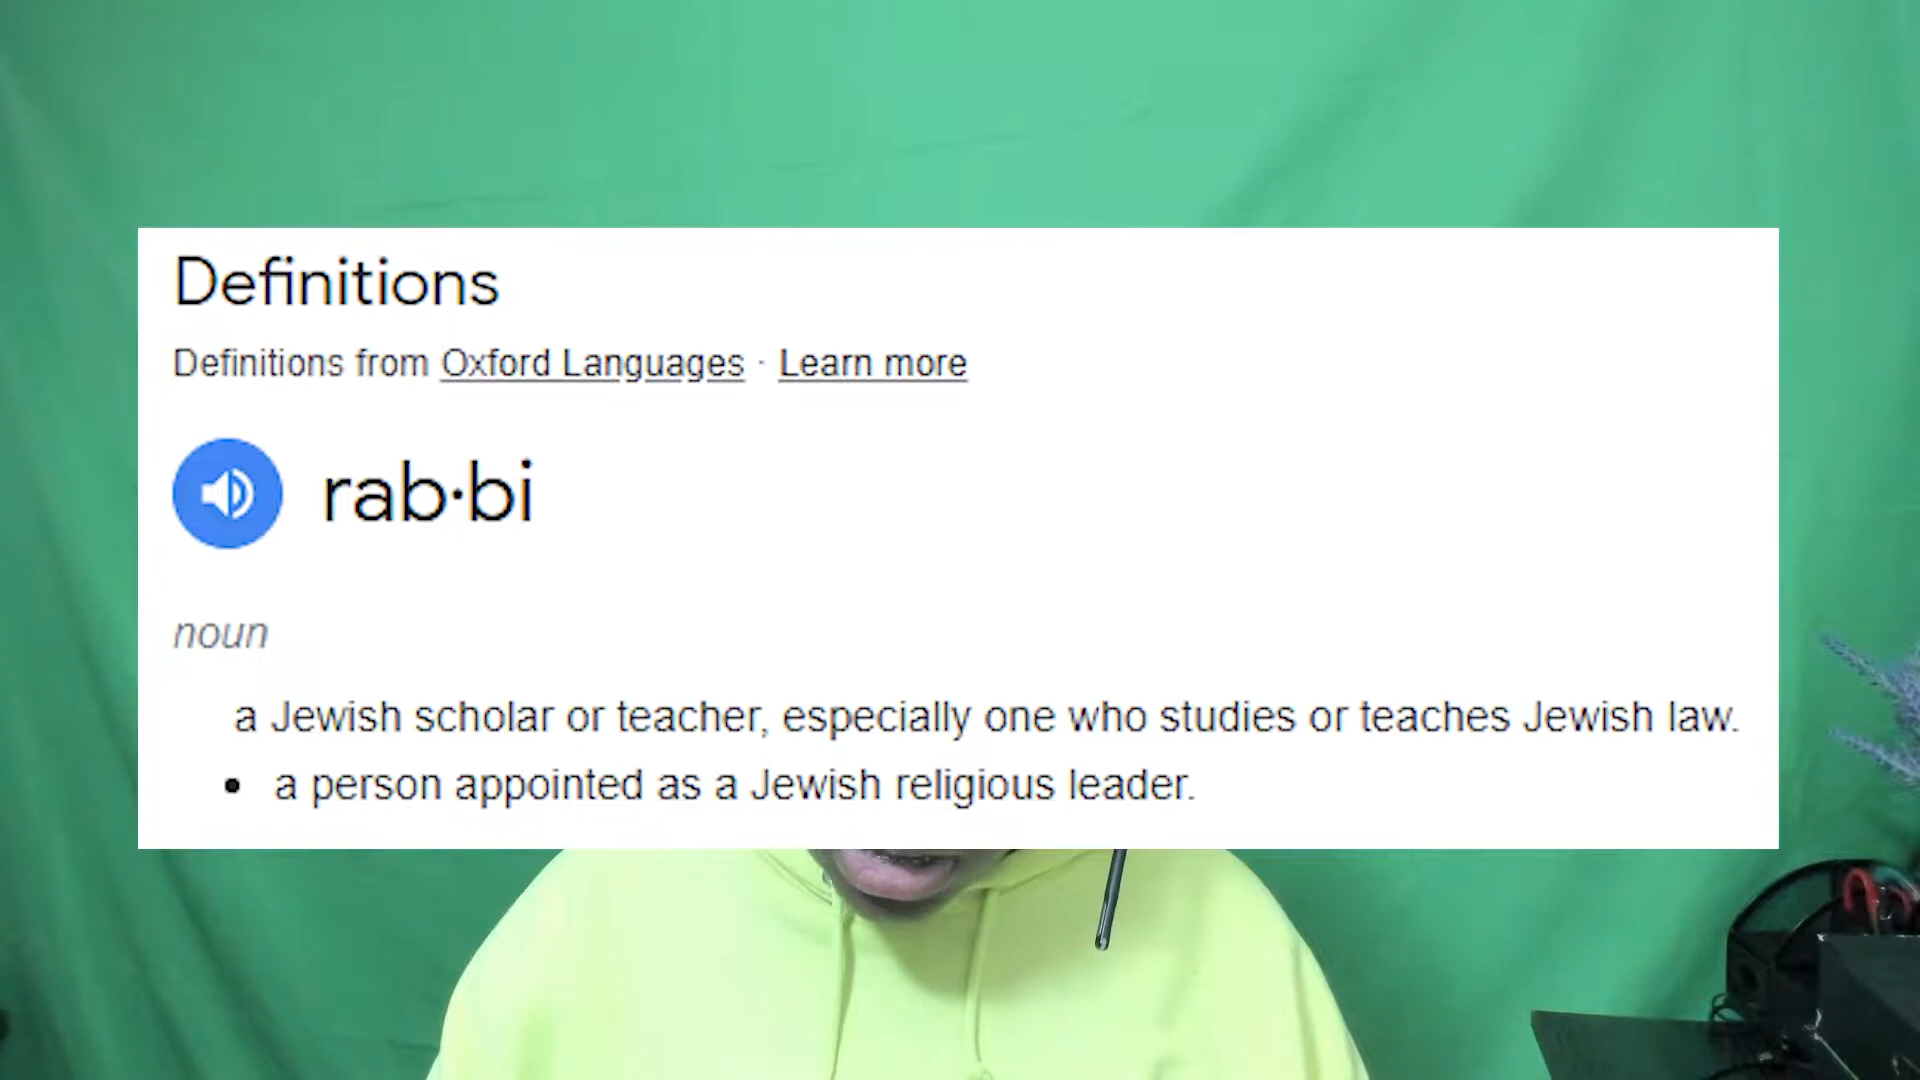 Definitions
Definitions from Oxford Languages · Learn more
rab·bi
noun
a Jewish scholar or teacher, especially one who studies or teaches Jewish law.
• a person appointed as a Jewish religious leader.